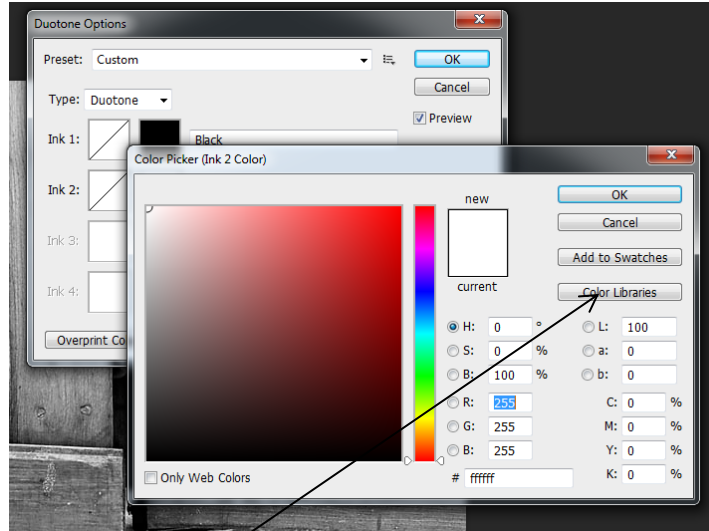 Duotone Options
Preset: Custom
OK
Cancel
Type: Duotone
Preview
Ink 1: Black
Color Picker (Ink 2 Color)
Ink 2:
Ink 3:
Ink 4:
Overprint Co
new
current
OK
Cancel
Add to Swatches
Color Libraries
H: 0 ° L: 100
S: 0 % a: 0
B: 100 % b: 0
R: 255 C: 0 %
G: 255 M: 0 %
B: 255 Y: 0 %
# ffffff K: 0 %
Only Web Colors